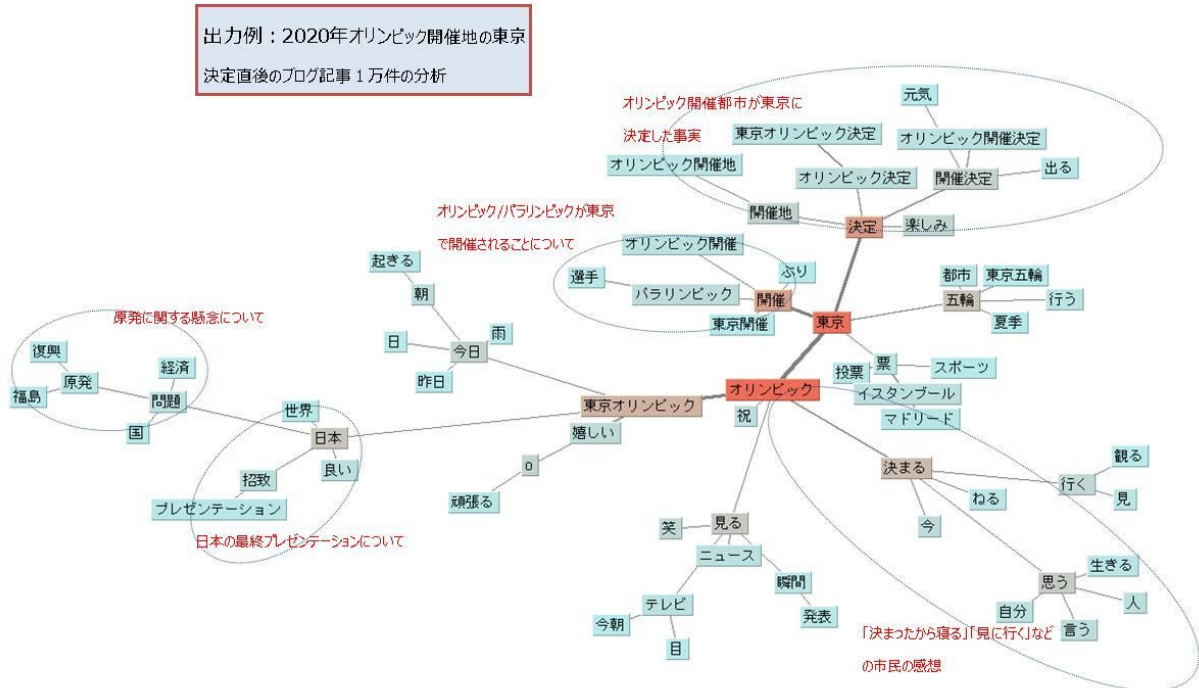 出力例：2020年オリンピック開催地の東京
決定直後のブログ記事１万件の分析
オリンピック開催都市が東京に
決定した事実
元気
東京オリンピック決定
オリンピック開催決定
オリンピック開催地
オリンピック決定
開催決定
出る
開催地
決定
楽しみ
オリンピック/パラリンピックが東京
で開催されることについて
オリンピック開催
選手
パラリンピック
ぶり
開催
東京開催
東京
都市
東京五輪
五輪
行う
夏季
起きる
朝
雨
日
今日
昨日
原発に関する懸念について
復興
経済
原発
福島
問題
国
票
投票
スポーツ
イスタンブール
マドリード
オリンピック
東京オリンピック
祝
嬉しい
世界
日本
良い
招致
プレゼンテーション
日本の最終プレゼンテーションについて
o
頑張る
決まる
観る
行く
見
ねる
今
笑
見る
ニュース
瞬間
発表
テレビ
今朝
目
生きる
思う
人
自分
言う
「決まったから寝る」「見に行く」など
の市民の感想